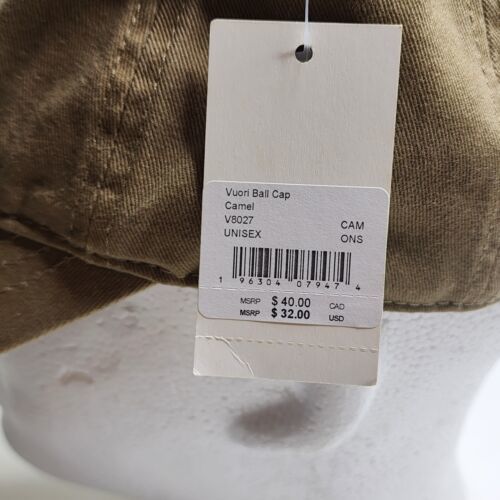 Vuori Ball Cap
Camel
V8027 CAM
UNISEX ONS
1 96304 07947 4
MSRP $ 40.00 CAD
MSRP $ 32.00 USD